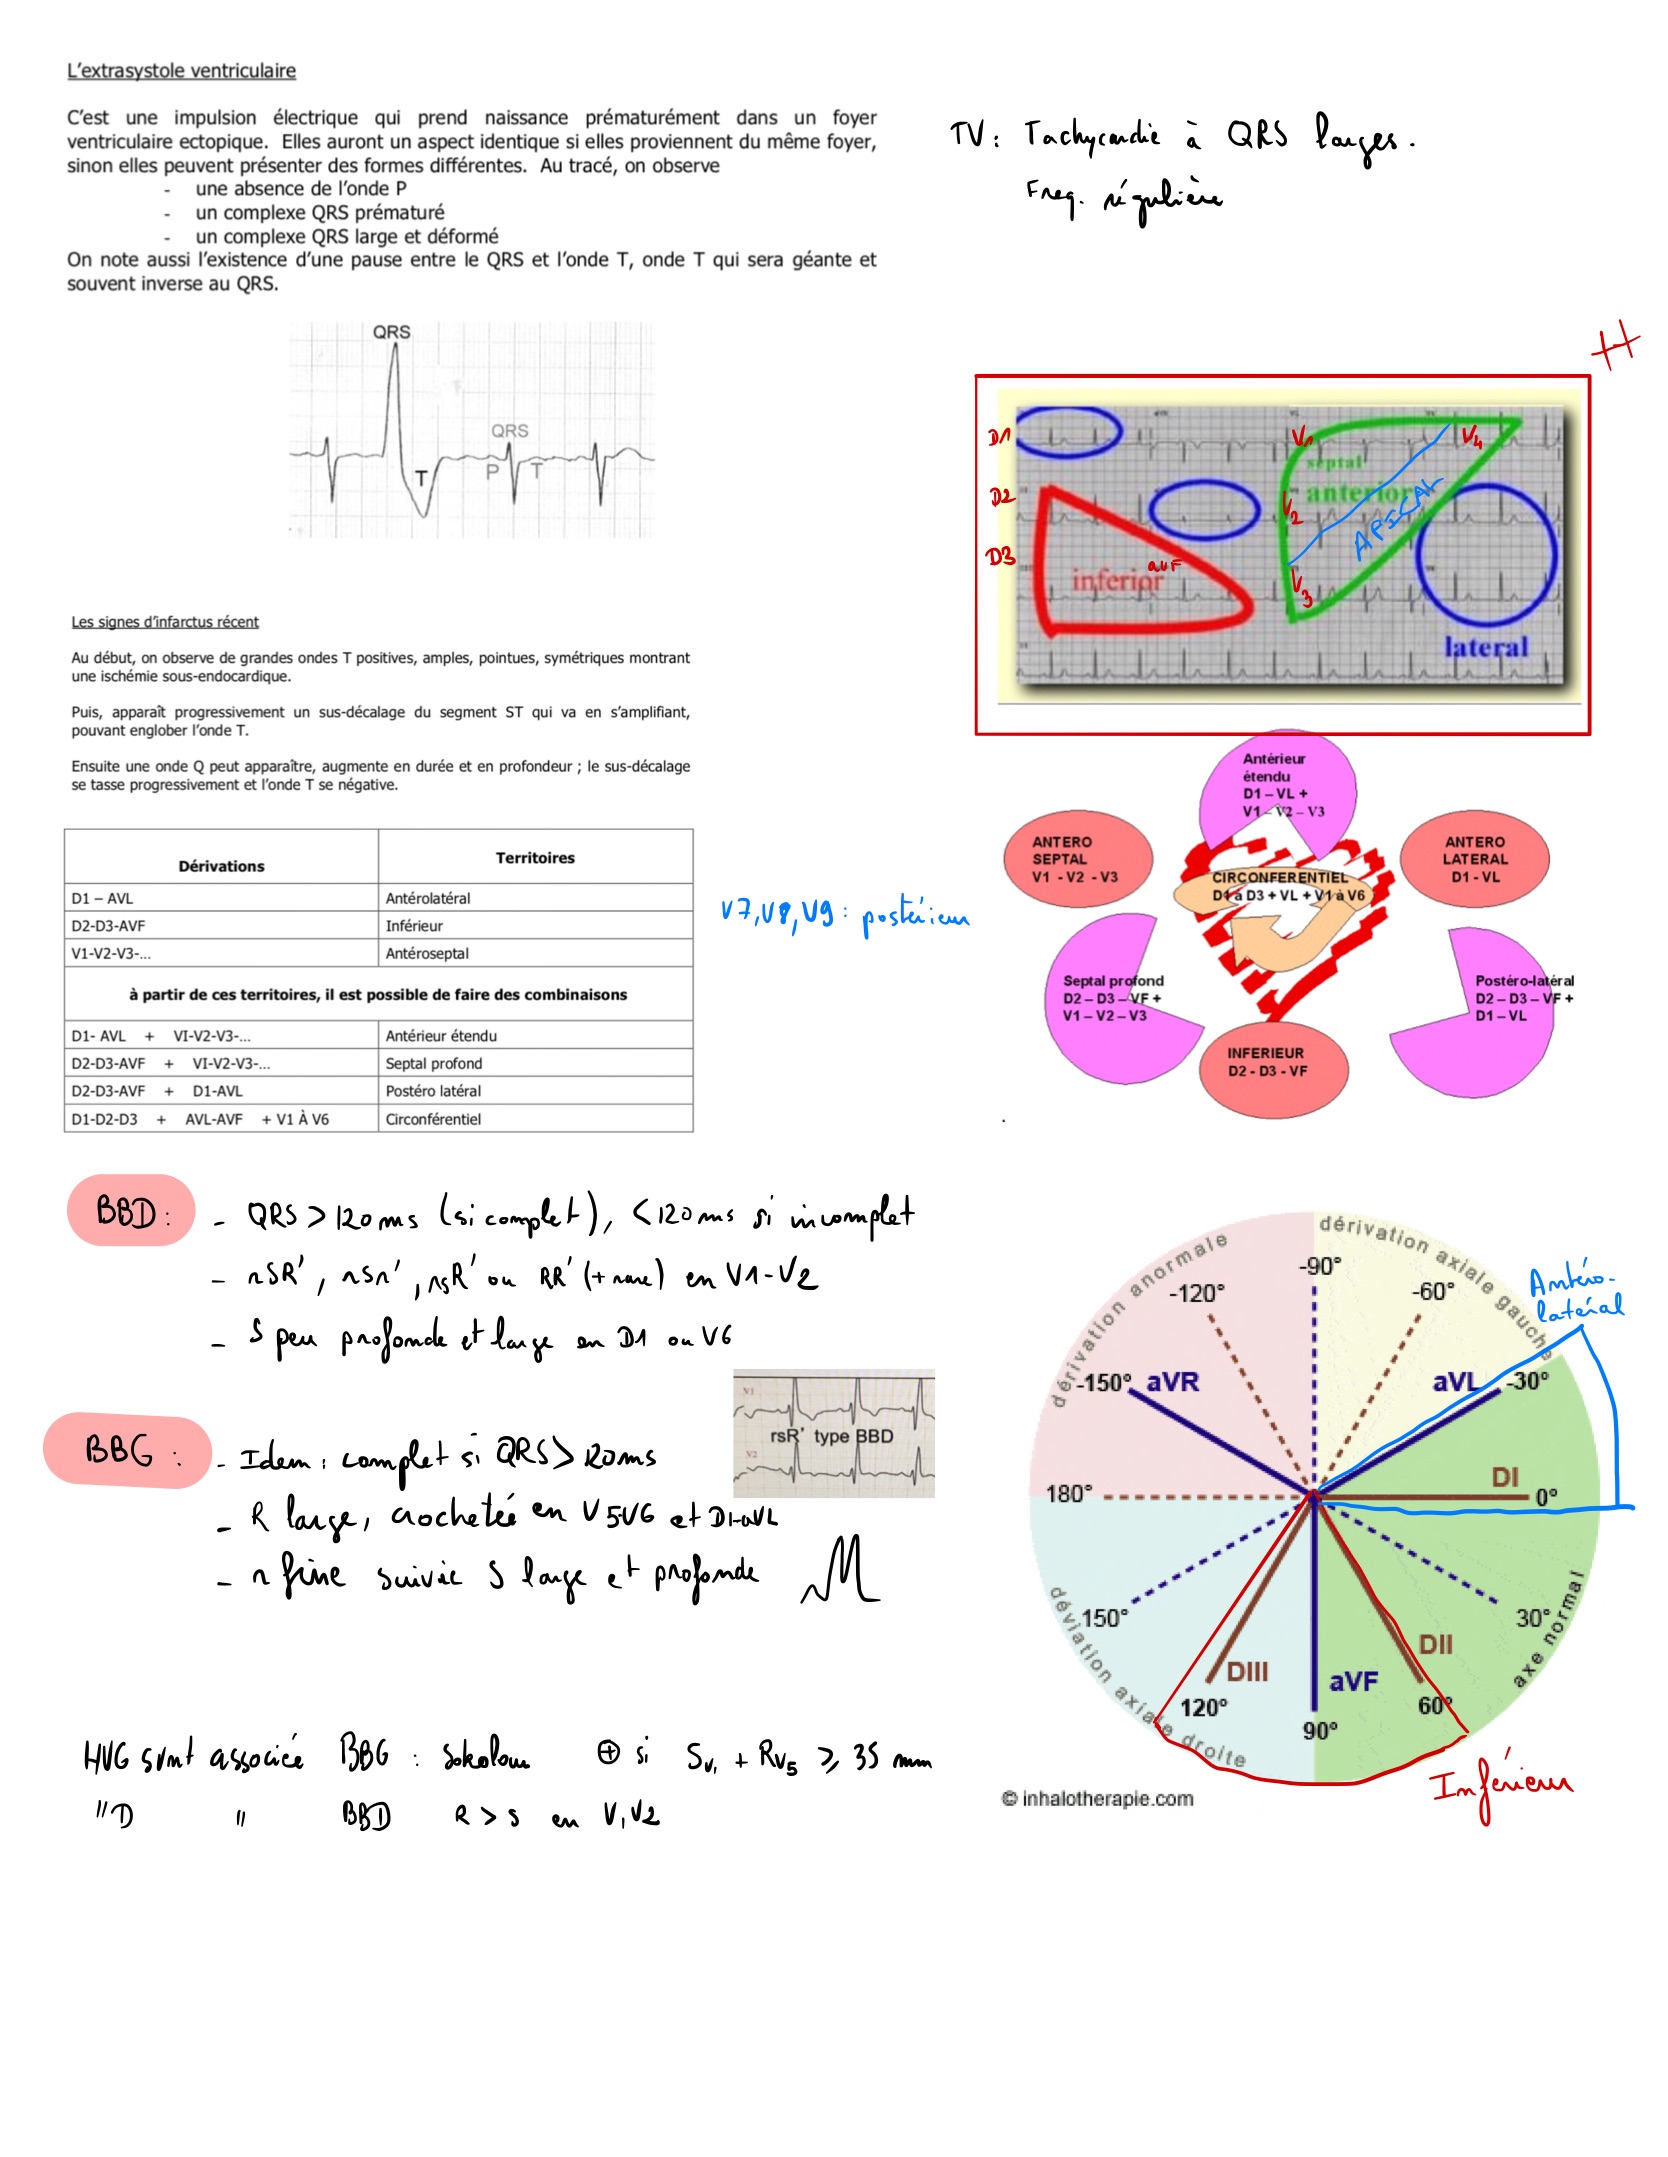 L'extrasystole ventriculaire
C'est une impulsion électrique qui prend naissance prématurément dans un foyer
ventriculaire ectopique. Elles auront un aspect identique si elles proviennent du même foyer,
sinon elles peuvent présenter des formes différentes. Au tracé, on observe
- une absence de l'onde P
- un complexe QRS prématuré
- un complexe QRS large et déformé
On note aussi l'existence d'une pause entre le QRS et l'onde T, onde T qui sera géante et
souvent inverse au QRS.
QRS
T
QRS
P T
TV: Tachycardie à QRS larges.
Freq. régulière
D1
D2
D3
V1
V4
septal
anterior
V2
APICAL
V3
inferior
avF
lateral
Les signes d'infarctus récent
Au début, on observe de grandes ondes T positives, amples, pointues, symétriques montrant
une ischémie sous-endocardique.
Puis, apparaît progressivement un sus-décalage du segment ST qui va en s'amplifiant,
pouvant englober l'onde T.
Ensuite une onde Q peut apparaître, augmente en durée et en profondeur ; le sus-décalage
se tasse progressivement et l'onde T se négative.
Dérivations Territoires
D1 – AVL Antérolatéral
D2-D3-AVF Inférieur
V1-V2-V3-... Antéroseptal
à partir de ces territoires, il est possible de faire des combinaisons
D1- AVL + VI-V2-V3-... Antérieur étendu
D2-D3-AVF + VI-V2-V3-... Septal profond
D2-D3-AVF + D1-AVL Postéro latéral
D1-D2-D3 + AVL-AVF + V1 À V6 Circonférentiel
V7,V8,V9: postérieur
Antérieur
étendu
D1 – VL +
V1 – V2 – V3
ANTERO
SEPTAL
V1 - V2 - V3
ANTERO
LATERAL
D1 - VL
CIRCONFERENTIEL
D1 à D3 + VL + V1 à V6
Septal profond
D2 – D3 – VF +
V1 – V2 – V3
Postéro-latéral
D2 – D3 – VF +
D1 – VL
INFERIEUR
D2 - D3 - VF
BBD:
- QRS > 120ms (si complet), < 120ms si incomplet
- rSR', rSr', rsR' ou RR' (+ rare) en V1-V2
- S peu profonde et large en D1 ou V6
V1
rsR' type BBD
V2
BBG :
- Idem: complet si QRS > 120ms
- R large, crochetée en V5V6 et D1-aVL
- r fine suivie S large et profonde
HVG svnt associée BBG : Sokolow ⊕ si SV1 + RV5 ≥ 35 mm
"D " BBD R > S en V1V2
dérivation anormale
dérivation axiale gauche
-90°
-120°
-60°
-150° aVR
aVL -30°
Antéro-
latéral
180°
DI
0°
150°
30°
DIII
120°
aVF
90°
DII
60°
déviation axiale droite
axe normal
Inférieur
© inhalotherapie.com